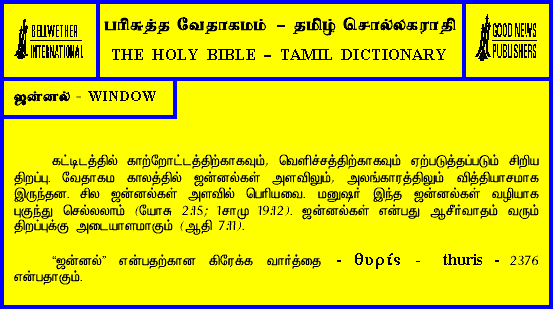 BELLWETHER
INTERNATIONAL
பரிசுத்த வேதாகமம் – தமிழ் சொல்லகராதி
THE HOLY BIBLE – TAMIL DICTIONARY
GOOD NEWS
PUBLISHERS
ஜன்னல் - WINDOW
கட்டிடத்தில் காற்றோட்டத்திற்காகவும், வெளிச்சத்திற்காகவும் ஏற்படுத்தப்படும் சிறிய
திறப்பு. வேதாகம காலத்தில் ஜன்னல்கள் அளவிலும், அலங்காரத்திலும் வித்தியாசமாக
இருந்தன. சில ஜன்னல்கள் அளவில் பெரியவை. மனுஷர் இந்த ஜன்னல்கள் வழியாக
புகுந்து செல்லலாம் (யோசு 2:15; 1சாமு 19:12). ஜன்னல்கள் என்பது ஆசீர்வாதம் வரும்
திறப்புக்கு அடையாளமாகும் (ஆதி 7:11).
“ஜன்னல்” என்பதற்கான கிரேக்க வார்த்தை - θυρίς - thuris - 2376
என்பதாகும்.